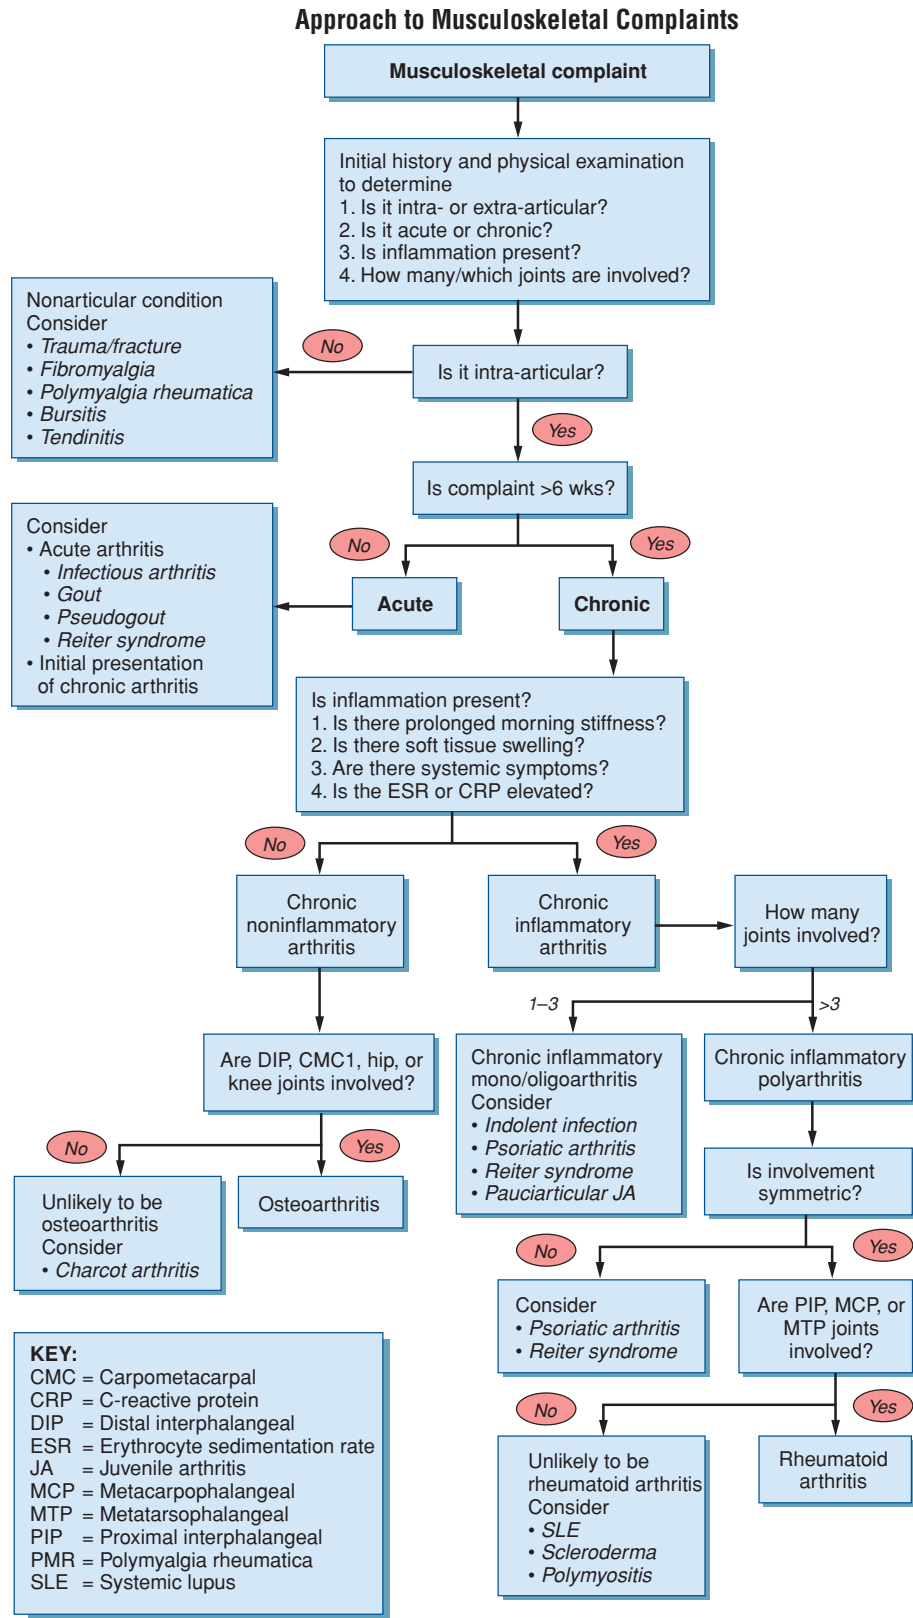 Approach to Musculoskeletal Complaints
Musculoskeletal complaint
Initial history and physical examination
to determine
1. Is it intra- or extra-articular?
2. Is it acute or chronic?
3. Is inflammation present?
4. How many/which joints are involved?
Nonarticular condition
Consider
• Trauma/fracture
• Fibromyalgia
• Polymyalgia rheumatica
• Bursitis
• Tendinitis
No
Is it intra-articular?
Yes
Is complaint >6 wks?
No
Yes
Consider
• Acute arthritis
• Infectious arthritis
• Gout
• Pseudogout
• Reiter syndrome
• Initial presentation
of chronic arthritis
Acute
Chronic
Is inflammation present?
1. Is there prolonged morning stiffness?
2. Is there soft tissue swelling?
3. Are there systemic symptoms?
4. Is the ESR or CRP elevated?
No
Yes
Chronic
noninflammatory
arthritis
Chronic
inflammatory
arthritis
How many
joints involved?
1–3
>3
Are DIP, CMC1, hip, or
knee joints involved?
Chronic inflammatory
mono/oligoarthritis
Consider
• Indolent infection
• Psoriatic arthritis
• Reiter syndrome
• Pauciarticular JA
Chronic inflammatory
polyarthritis
No
Yes
Unlikely to be
osteoarthritis
Consider
• Charcot arthritis
Osteoarthritis
Is involvement
symmetric?
No
Yes
Consider
• Psoriatic arthritis
• Reiter syndrome
Are PIP, MCP, or
MTP joints
involved?
No
Yes
Unlikely to be
rheumatoid arthritis
Consider
• SLE
• Scleroderma
• Polymyositis
Rheumatoid
arthritis
KEY:
CMC = Carpometacarpal
CRP = C-reactive protein
DIP = Distal interphalangeal
ESR = Erythrocyte sedimentation rate
JA = Juvenile arthritis
MCP = Metacarpophalangeal
MTP = Metatarsophalangeal
PIP = Proximal interphalangeal
PMR = Polymyalgia rheumatica
SLE = Systemic lupus